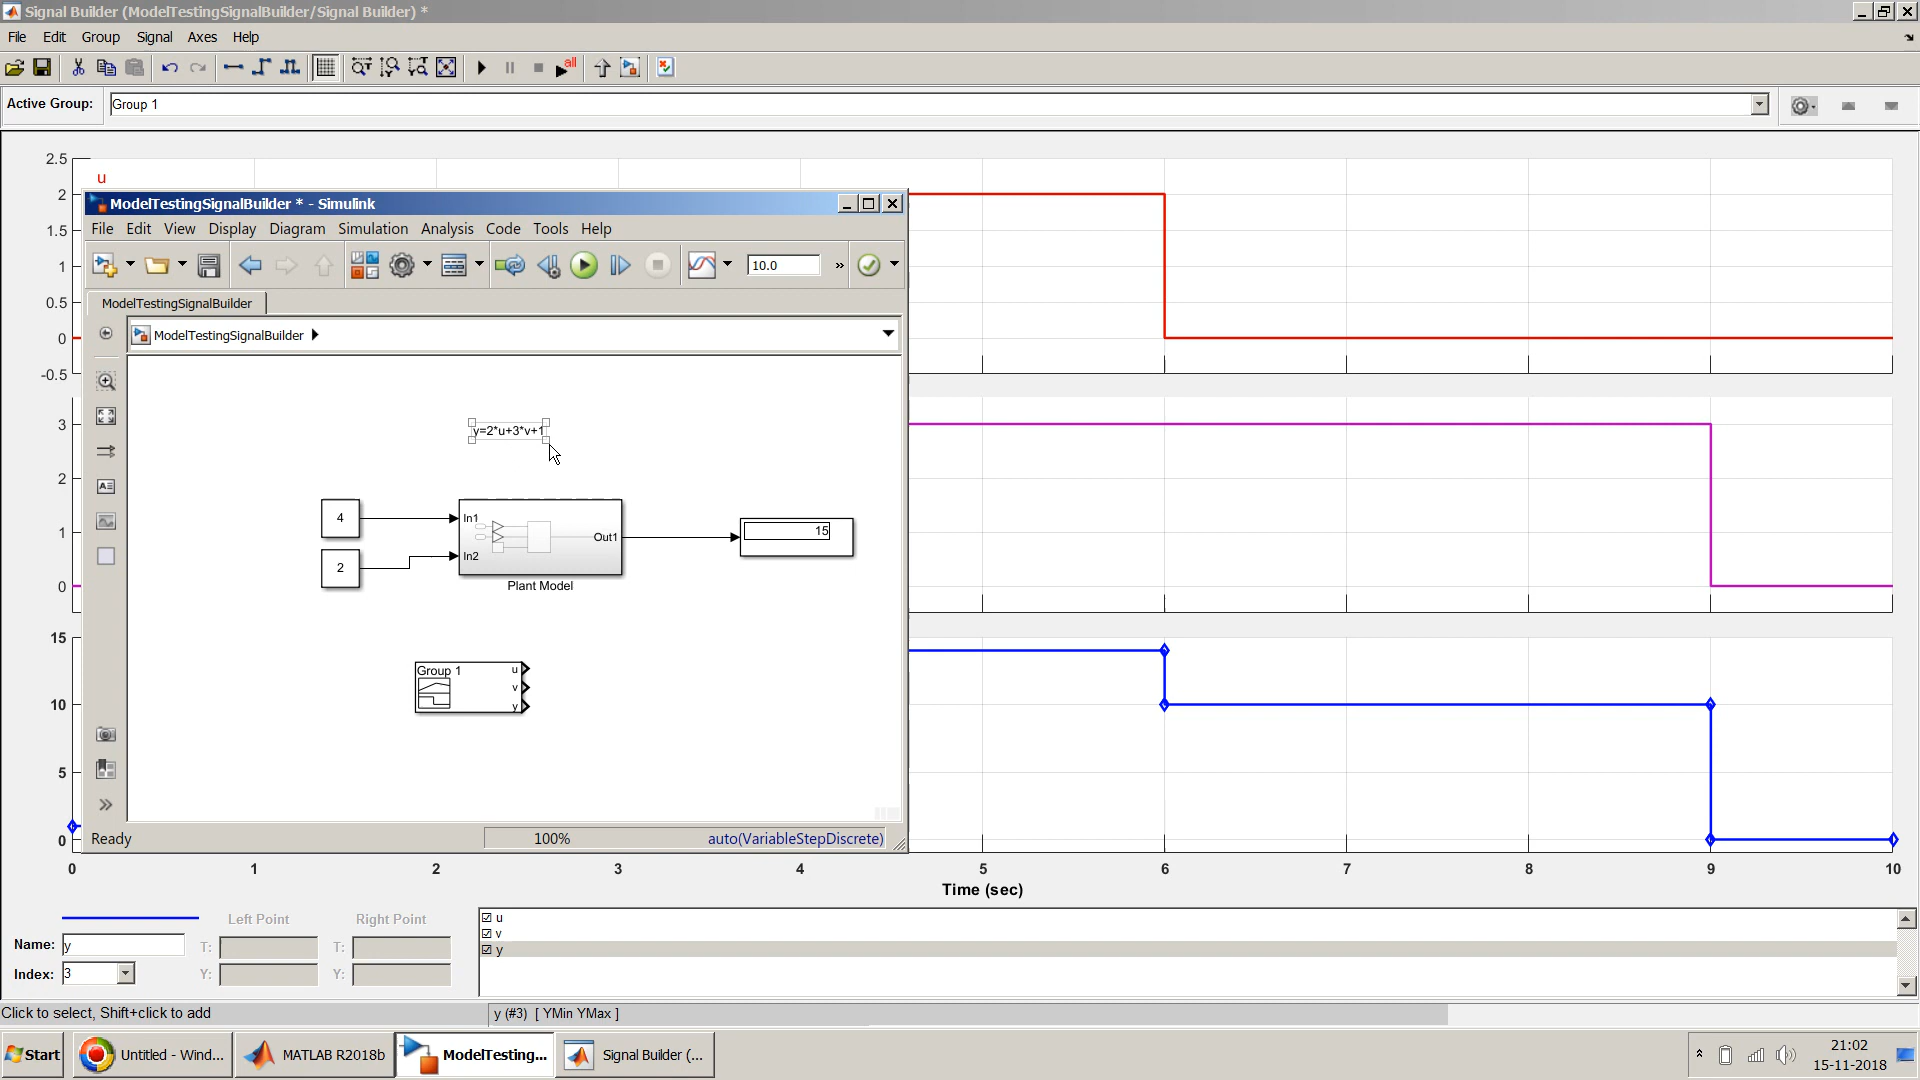 Signal Builder (ModelTestingSignalBuilder/Signal Builder) *
File Edit Group Signal Axes Help
all
Active Group: Group 1
2.5
u
2
1.5
1
0.5
0
-0.5
3
2
1
0
15
10
5
0
0 1 2 3 4 5 6 7 8 9 10
Time (sec)
ModelTestingSignalBuilder * - Simulink
File Edit View Display Diagram Simulation Analysis Code Tools Help
10.0 »
ModelTestingSignalBuilder
ModelTestingSignalBuilder
y=2*u+3*v+1
4
2
In1
In2
Out1
Plant Model
15
Group 1
u
v
y
Ready 100% auto(VariableStepDiscrete)
Left Point Right Point
Name: y T: T:
Index: 3 Y: Y:
u
v
y
Click to select, Shift+click to add y (#3) [ YMin YMax ]
Start Untitled - Wind... MATLAB R2018b ModelTesting... Signal Builder (... 21:02
15-11-2018